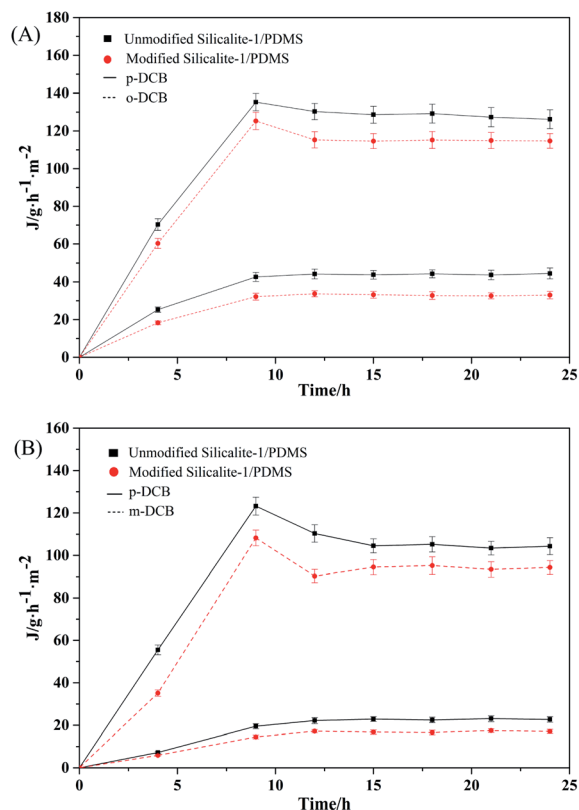 (A)
180
160
140
120
100
80
60
40
20
0
J/g·h⁻¹·m⁻²
Unmodified Silicalite-1/PDMS
Modified Silicalite-1/PDMS
p-DCB
o-DCB
0 5 10 15 20 25
Time/h
(B)
160
140
120
100
80
60
40
20
0
J/g·h⁻¹·m⁻²
Unmodified Silicalite-1/PDMS
Modified Silicalite-1/PDMS
p-DCB
m-DCB
0 5 10 15 20 25
Time/h